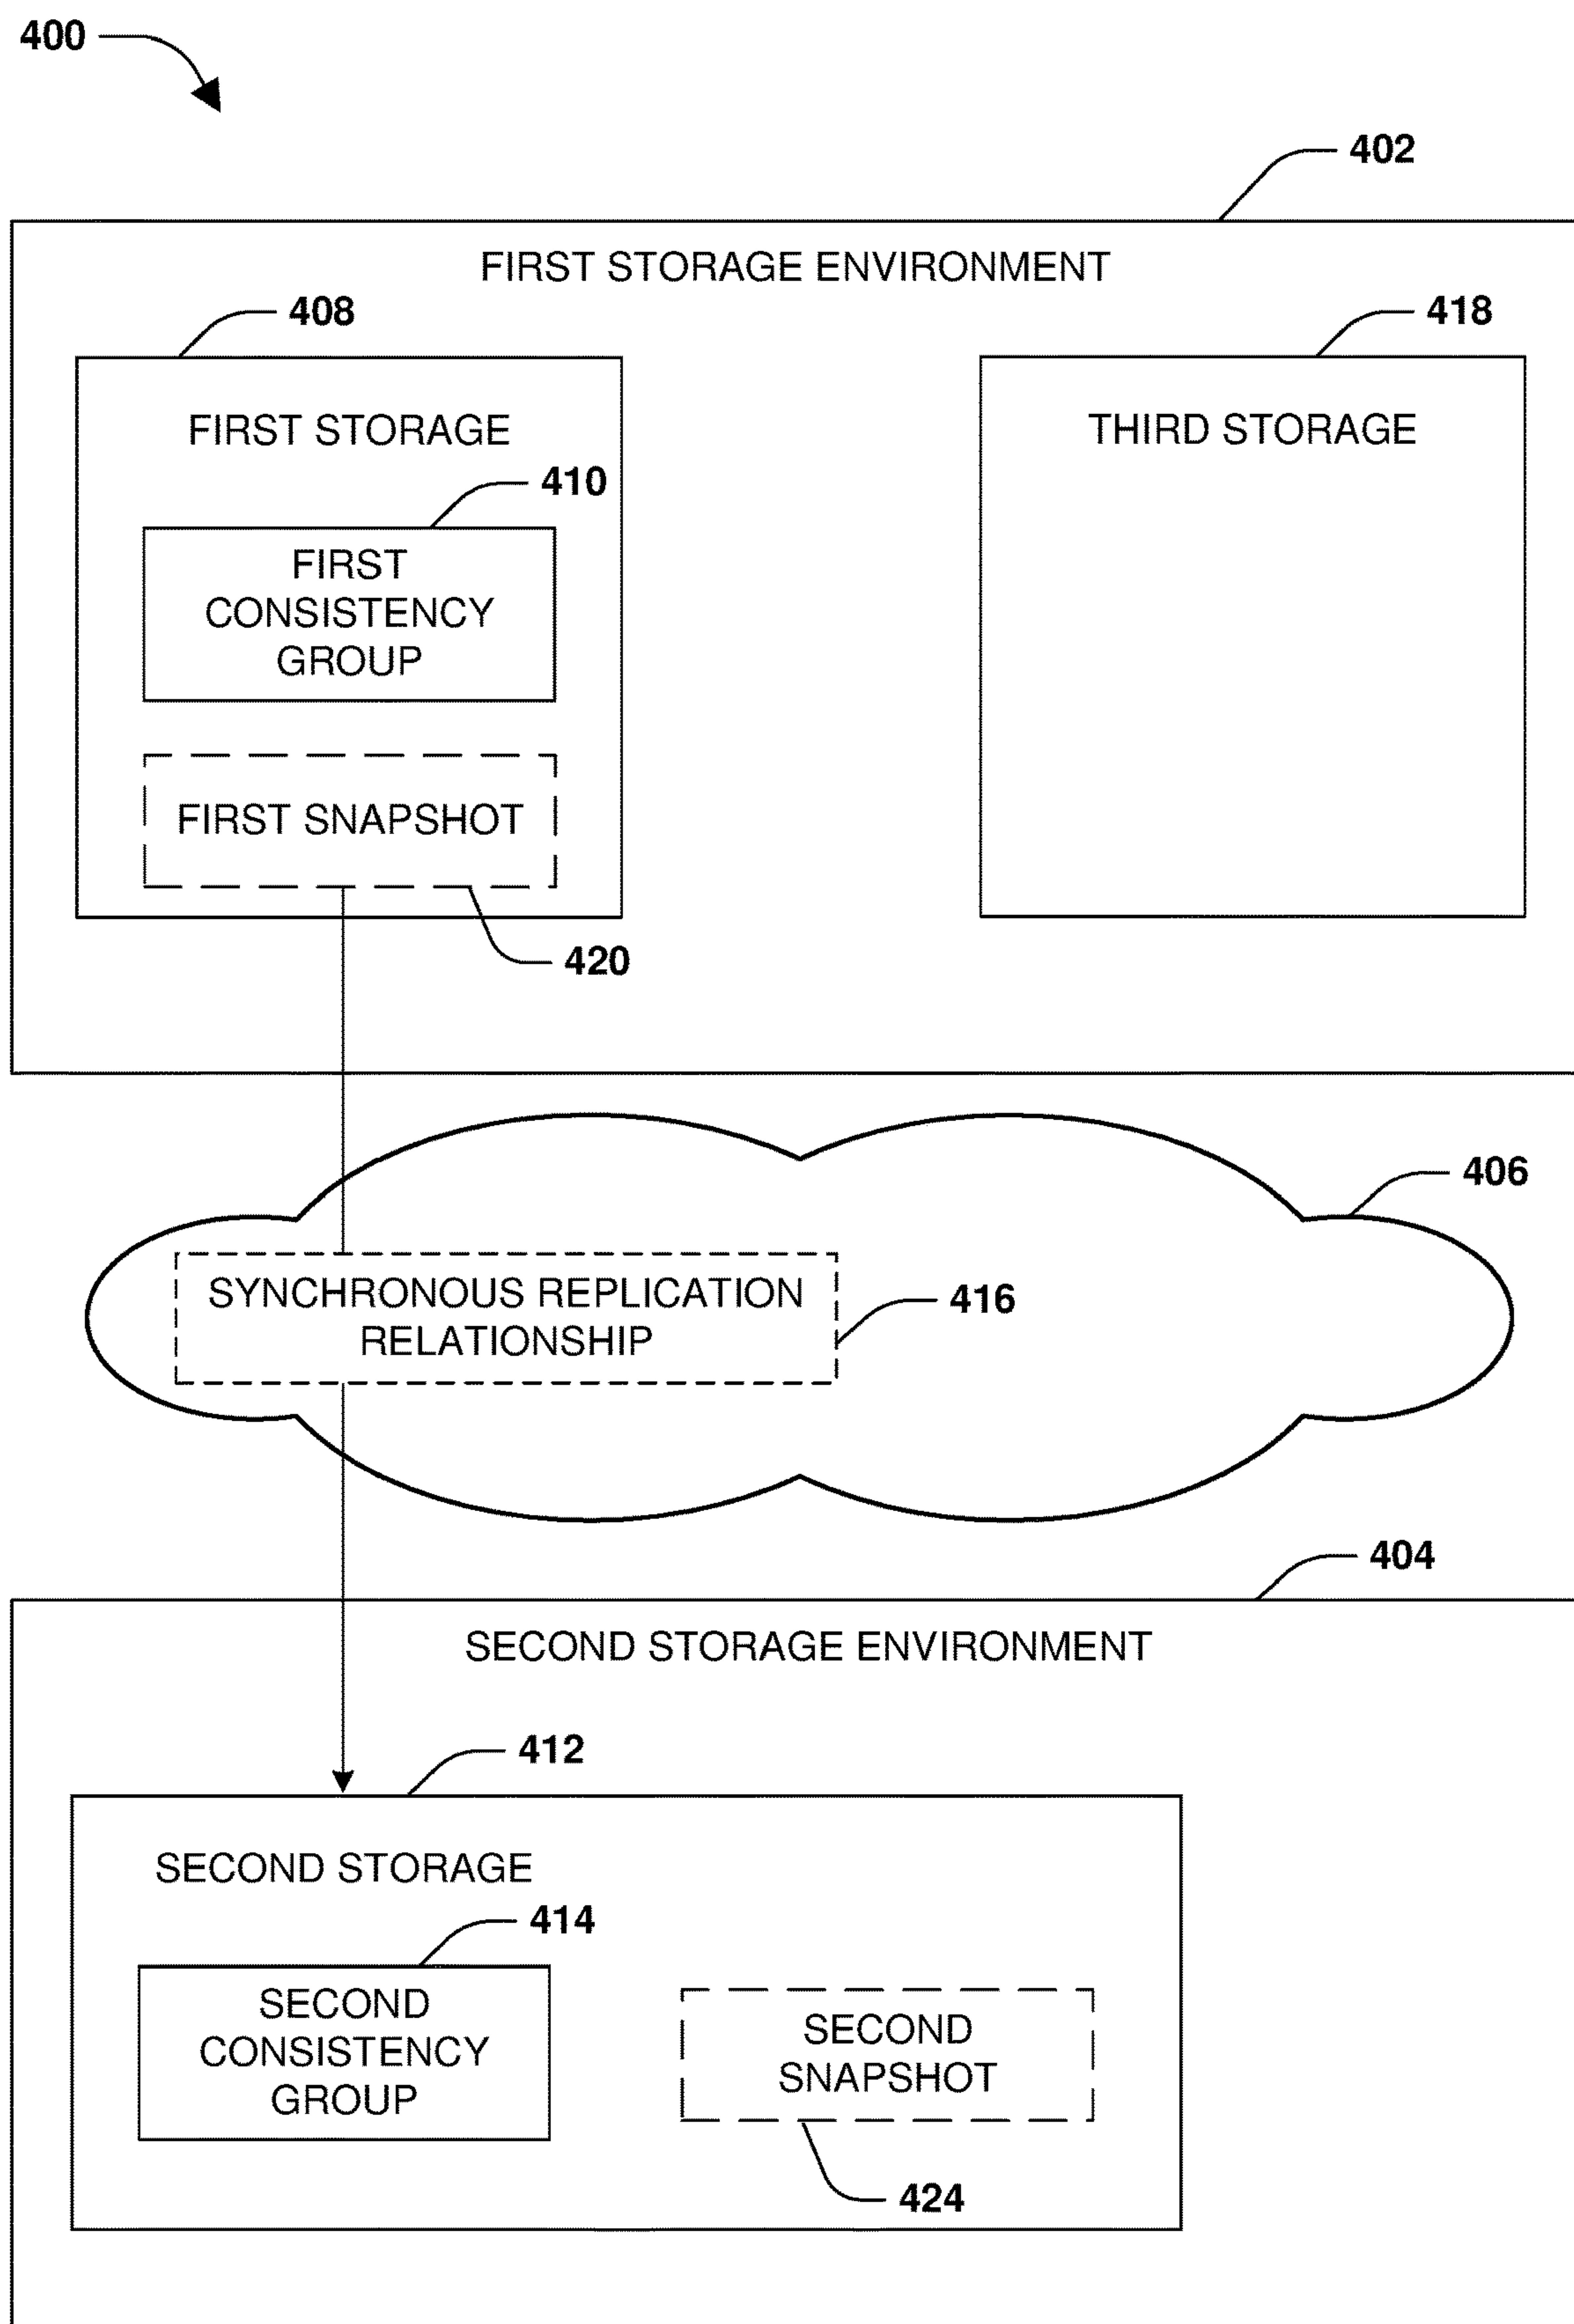 400
402
FIRST STORAGE ENVIRONMENT
408
418
FIRST STORAGE
THIRD STORAGE
410
FIRST
CONSISTENCY
GROUP
FIRST SNAPSHOT
420
406
SYNCHRONOUS REPLICATION
RELATIONSHIP
416
404
SECOND STORAGE ENVIRONMENT
412
SECOND STORAGE
414
SECOND
CONSISTENCY
GROUP
SECOND
SNAPSHOT
424